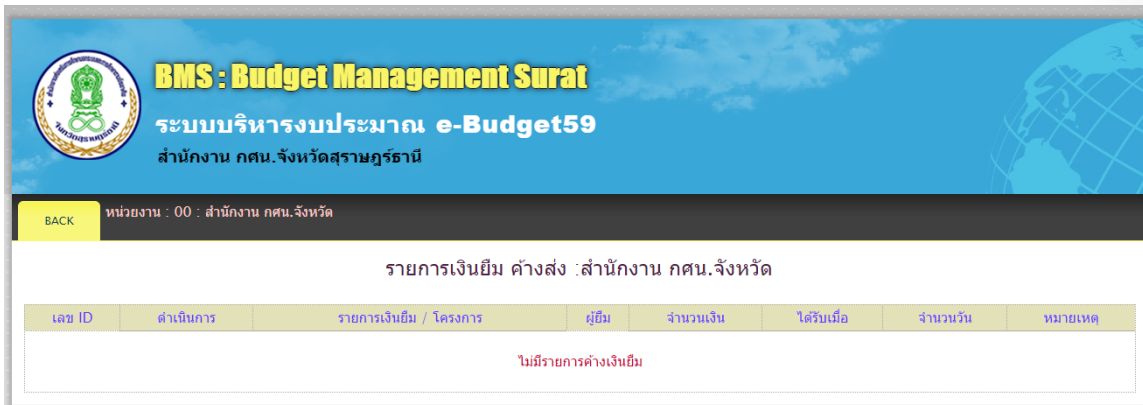 BMS : Budget Management Surat
ระบบบริหารงบประมาณ e-Budget59
สำนักงาน กศน.จังหวัดสุราษฎร์ธานี
BACK
หน่วยงาน : 00 : สำนักงาน กศน.จังหวัด
รายการเงินยืม ค้างส่ง :สำนักงาน กศน.จังหวัด
เลข ID ดำเนินการ รายการเงินยืม / โครงการ ผู้ยืม จำนวนเงิน ได้รับเมื่อ จำนวนวัน หมายเหตุ
ไม่มีรายการค้างเงินยืม